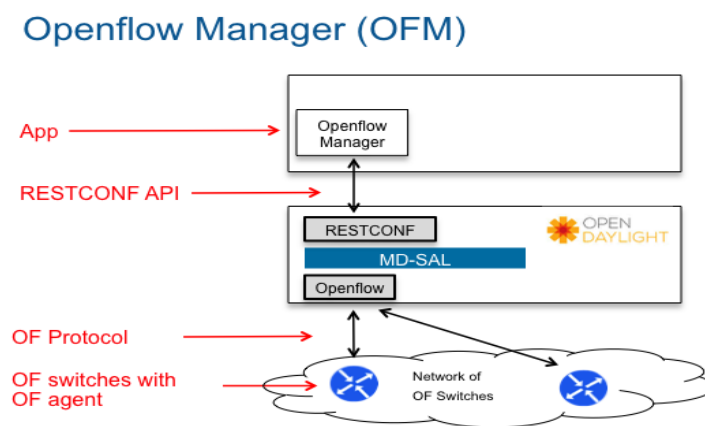 Openflow Manager (OFM)
App
Openflow
Manager
RESTCONF API
RESTCONF
OPEN
DAYLIGHT
MD-SAL
Openflow
OF Protocol
OF switches with
OF agent
Network of
OF Switches